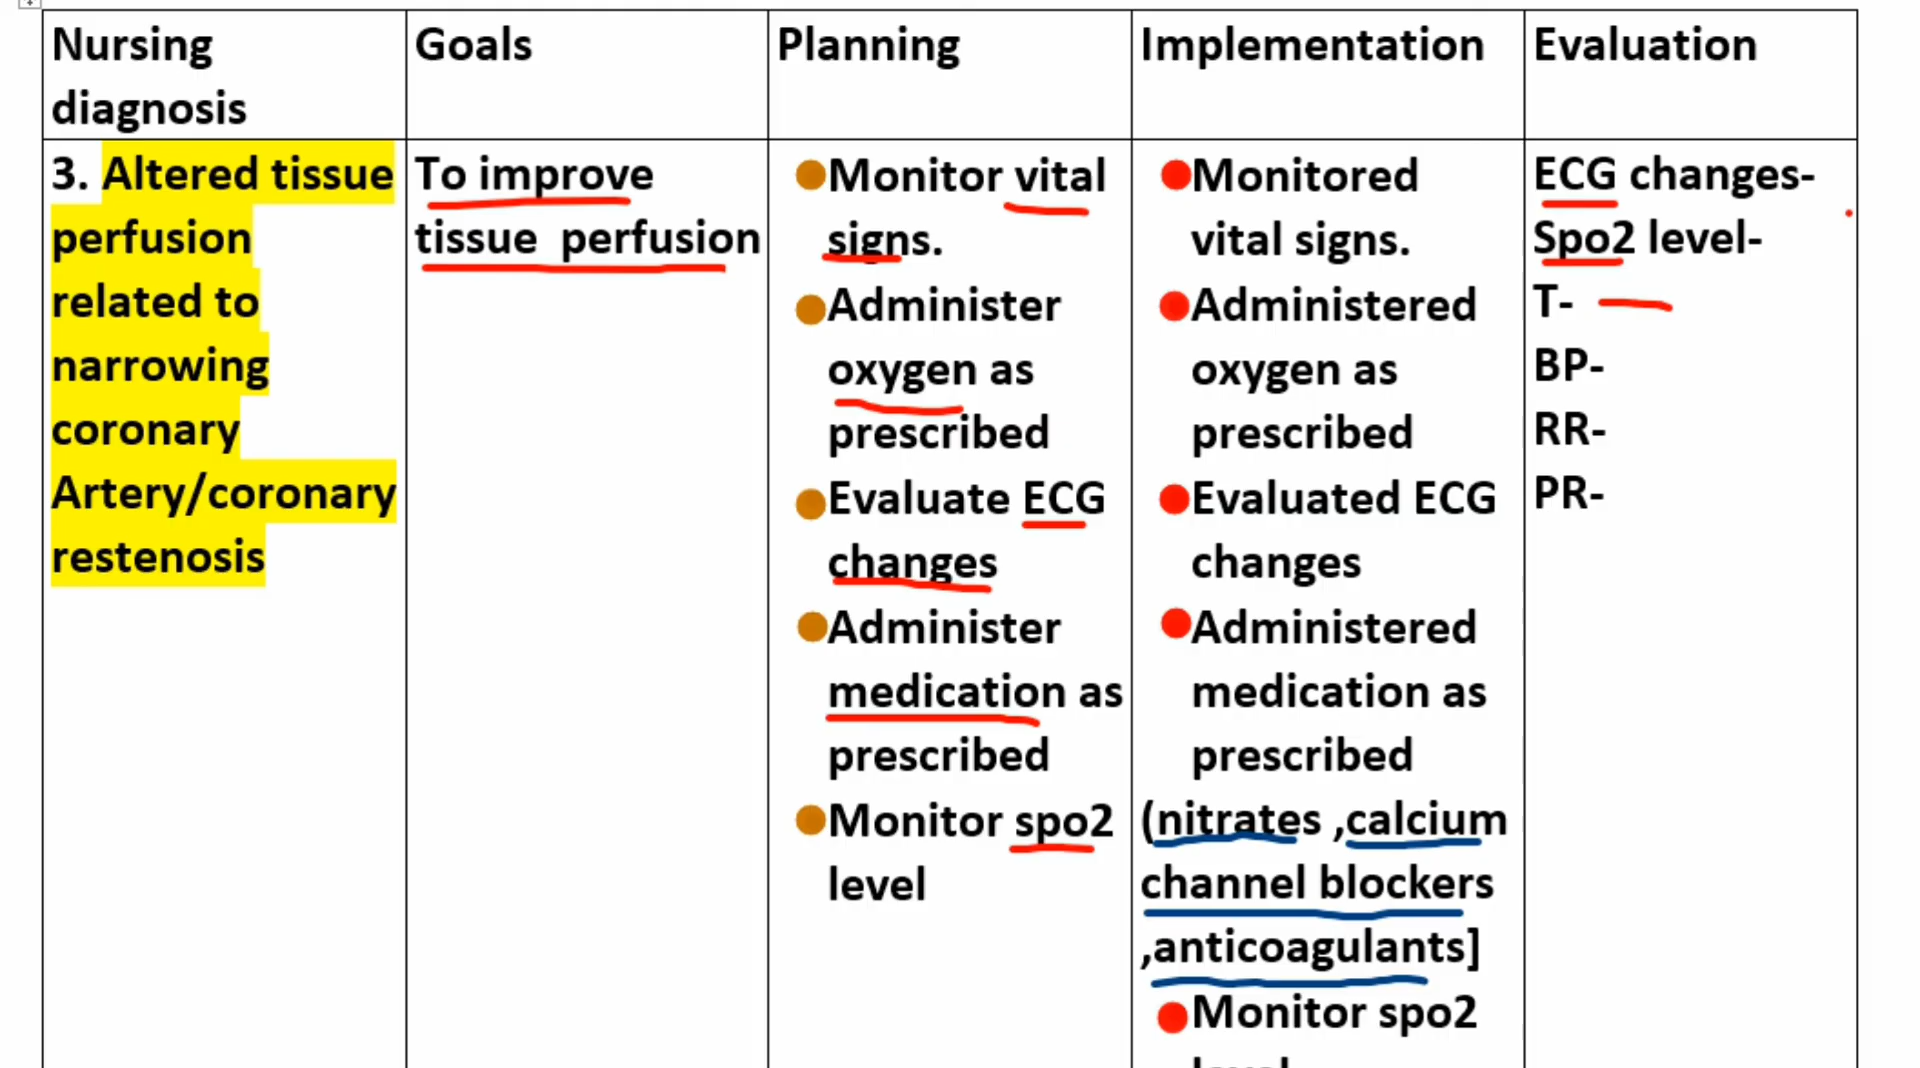 Nursing
diagnosis
Goals
Planning
Implementation
Evaluation
3. Altered tissue
perfusion
related to
narrowing
coronary
Artery/coronary
restenosis
To improve
tissue  perfusion
Monitor vital
signs.
Administer
oxygen as
prescribed
Evaluate ECG
changes
Administer
medication as
prescribed
Monitor spo2
level
Monitored
vital signs.
Administered
oxygen as
prescribed
Evaluated ECG
changes
Administered
medication as
prescribed
(nitrates ,calcium
channel blockers
,anticoagulants]
Monitor spo2
level
ECG changes-
Spo2 level-
T-
BP-
RR-
PR-